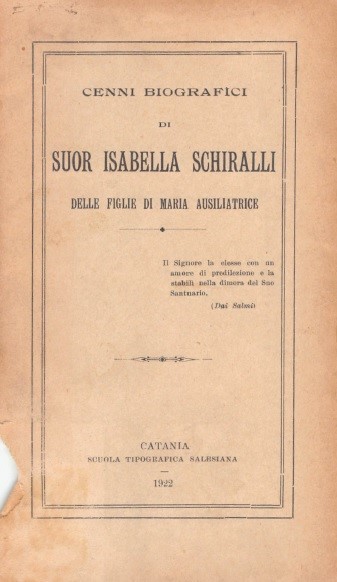 CENNI BIOGRAFICI
DI
SUOR ISABELLA SCHIRALLI
DELLE FIGLIE DI MARIA AUSILIATRICE
Il Signore la elesse con un
amore di predilezione e la
stabilì nella dimora del Suo
Santuario.
(Dai Salmi)
CATANIA
SCUOLA TIPOGRAFICA SALESIANA
1922